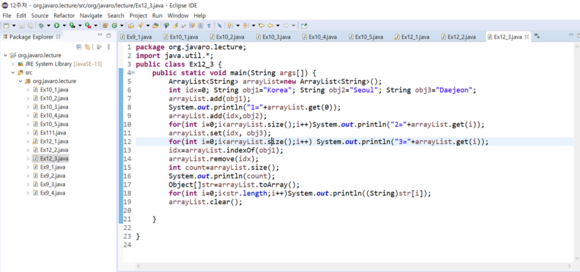 12주차 - org.javaro.lecture/src/org/javaro/lecture/Ex12_3.java - Eclipse IDE
File Edit Source Refactor Navigate Search Project Run Window Help
Package Explorer
org.javaro.lecture
JRE System Library [JavaSE-13]
src
org.javaro.lecture
Ex10_1.java
Ex10_2.java
Ex10_3.java
Ex10_4.java
Ex10_5.java
Ex111.java
Ex12_1.java
Ex12_2.java
Ex12_3.java
Ex9_1.java
Ex9_2.java
Ex9_3.java
Ex9_4.java
Ex9_1.java Ex10_1.java Ex10_2.java Ex10_3.java Ex10_4.java Ex10_5.java Ex12_1.java Ex12_2.java Ex12_3.java
1 package org.javaro.lecture;
2 import java.util.*;
3 public class Ex12_3 {
4 public static void main(String args[]) {
5 ArrayList<String> arrayList=new ArrayList<String>();
6 int idx=0; String obj1="Korea"; String obj2="Seoul"; String obj3="Daejeon";
7 arrayList.add(obj1);
8 System.out.println("1="+arrayList.get(0));
9 arrayList.add(idx,obj2);
10 for(int i=0;i<arrayList.size();i++)System.out.println("2="+arrayList.get(i));
11 arrayList.set(idx, obj3);
12 for(int i=0;i<arrayList.size();i++) System.out.println("3="+arrayList.get(i));
13 idx=arrayList.indexOf(obj1);
14 arrayList.remove(idx);
15 int count=arrayList.size();
16 System.out.println(count);
17 Object[]str=arrayList.toArray();
18 for(int i=0;i<str.length;i++)System.out.println((String)str[i]);
19 arrayList.clear();
20
21 }
22
23 }
24